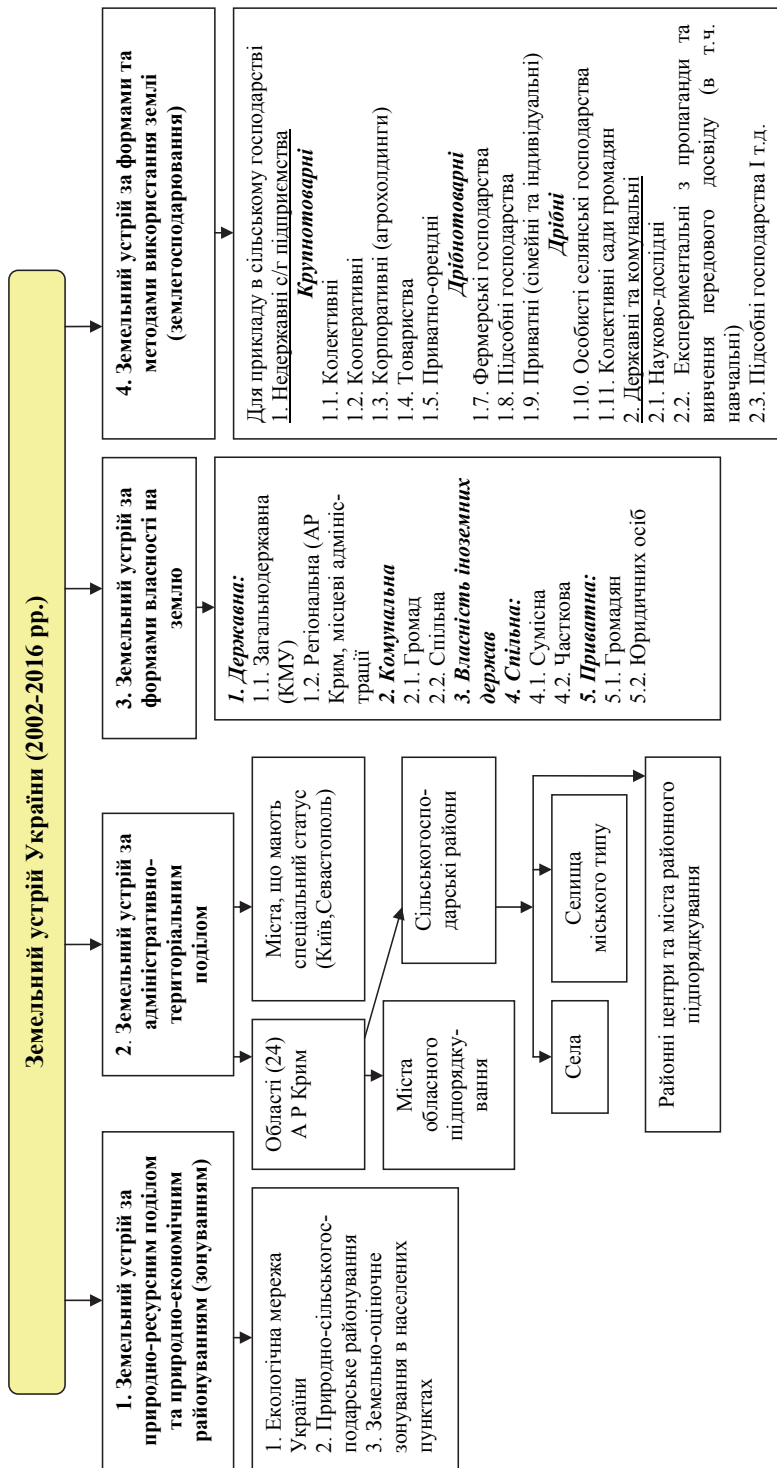 Земельний устрій України (2002-2016 рр.)
1. Земельний устрій за
природно-ресурсним поділом
та природно-економічним
районуванням (зонуванням)
1. Екологічна мережа
України
2. Природно-сільськогос-
подарське районування
3. Земельно-оціночне
зонування в населених
пунктах
2. Земельний устрій за
адміністративно-
територіальним
поділом
Області (24)
А Р Крим
Міста, що мають
спеціальний статус
(Київ,Севастополь)
Міста
обласного
підпорядку-
вання
Сільськогоспо-
дарські райони
Села
Селища
міського типу
Районні центри та міста районного
підпорядкування
3. Земельний устрій за
формами власності на
землю
1. Державна:
1.1. Загальнодержавна
(КМУ)
1.2. Регіональна (АР
Крим, місцеві адмініс-
трації
2. Комунальна
2.1. Громад
2.2. Спільна
3. Власність іноземних
держав
4. Спільна:
4.1. Сумісна
4.2. Часткова
5. Приватна:
5.1. Громадян
5.2. Юридичних осіб
4. Земельний устрій за формами та
методами використання землі
(землегосподарювання)
Для прикладу в сільському господарстві
1. Недержавні с/г підприємства
Крупнотоварні
1.1. Колективні
1.2. Кооперативні
1.3. Корпоративні (агрохолдинги)
1.4. Товариства
1.5. Приватно-орендні
Дрібнотоварні
1.7. Фермерські господарства
1.8. Підсобні господарства
1.9. Приватні (сімейні та індивідуальні)
Дрібні
1.10. Особисті селянські господарства
1.11. Колективні сади громадян
2. Державні та комунальні
2.1. Науково-дослідні
2.2. Експериментальні з пропаганди та
вивчення передового досвіду (в т.ч.
навчальні)
2.3. Підсобні господарства І т.д.